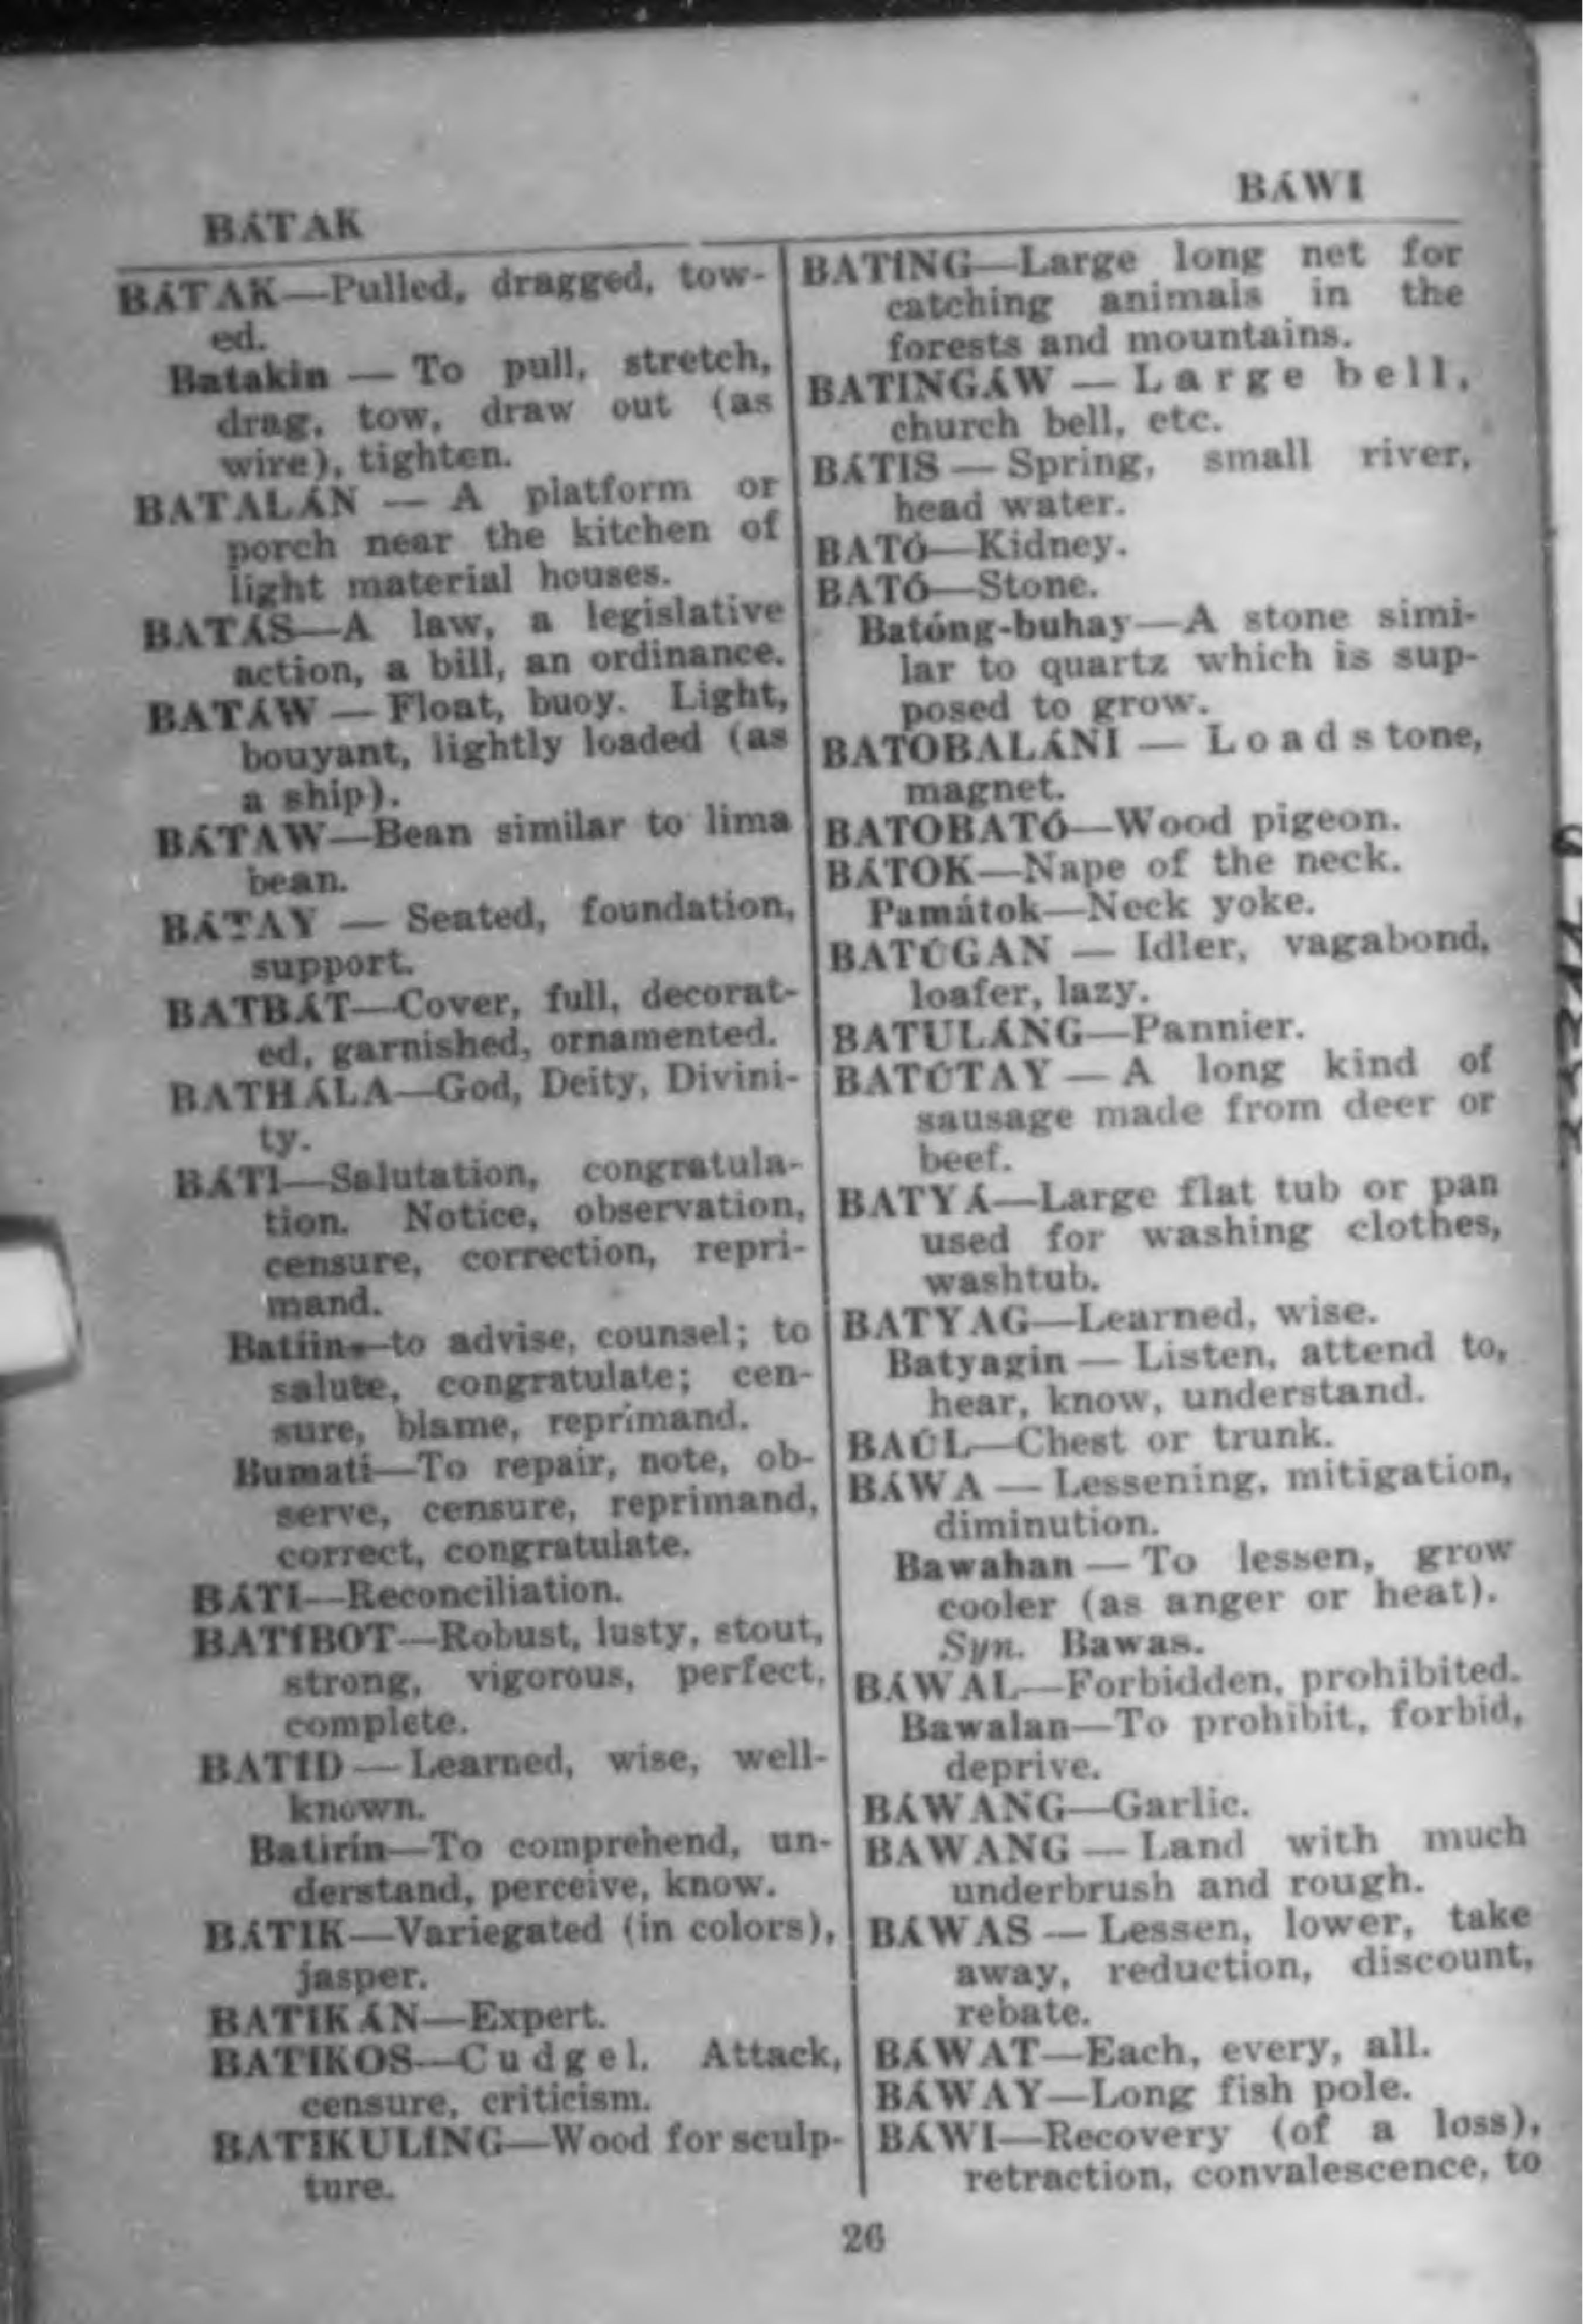 BÁTAK
BÁWI
BÁTAK—Pulled, dragged, tow-
ed.
Batakin — To pull, stretch,
drag, tow, draw out (as
wire), tighten.
BATALÁN — A platform or
porch near the kitchen of
light material houses.
BATÁS—A law, a legislative
action, a bill, an ordinance.
BATÁW — Float, buoy. Light,
bouyant, lightly loaded (as
a ship).
BÁTAW—Bean similar to lima
bean.
BÁTAY — Seated, foundation,
support.
BATBÁT—Cover, full, decorat-
ed, garnished, ornamented.
BATHÁLA—God, Deity, Divini-
ty.
BÁTI—Salutation, congratula-
tion. Notice, observation,
censure, correction, repri-
mand.
Batiin—to advise, counsel; to
salute, congratulate; cen-
sure, blame, reprimand.
Bumati—To repair, note, ob-
serve, censure, reprimand,
correct, congratulate.
BÁTI—Reconciliation.
BATÍBOT—Robust, lusty, stout,
strong, vigorous, perfect,
complete.
BATÍD — Learned, wise, well-
known.
Batirín—To comprehend, un-
derstand, perceive, know.
BÁTIK—Variegated (in colors),
jasper.
BATIKÁN—Expert.
BATIKOS—Cudgel. Attack,
censure, criticism.
BATIKULÍNG—Wood for sculp-
ture.
BATÍNG—Large long net for
catching animals in the
forests and mountains.
BATINGÁW — Large bell,
church bell, etc.
BÁTIS — Spring, small river,
head water.
BATÓ—Kidney.
BATÓ—Stone.
Batóng-buhay—A stone simi-
lar to quartz which is sup-
posed to grow.
BATOBALÁNI — Loadstone,
magnet.
BATOBATÓ—Wood pigeon.
BÁTOK—Nape of the neck.
Památok—Neck yoke.
BATÚGAN — Idler, vagabond,
loafer, lazy.
BATULÁNG—Pannier.
BATÚTAY — A long kind of
sausage made from deer or
beef.
BATYÁ—Large flat tub or pan
used for washing clothes,
washtub.
BATYAG—Learned, wise.
Batyagin — Listen, attend to,
hear, know, understand.
BAÚL—Chest or trunk.
BÁWA — Lessening, mitigation,
diminution.
Bawahan — To lessen, grow
cooler (as anger or heat).
Syn. Bawas.
BÁWAL—Forbidden, prohibited.
Bawalan—To prohibit, forbid,
deprive.
BÁWANG—Garlic.
BAWANG — Land with much
underbrush and rough.
BÁWAS — Lessen, lower, take
away, reduction, discount,
rebate.
BÁWAT—Each, every, all.
BÁWAY—Long fish pole.
BÁWI—Recovery (of a loss),
retraction, convalescence, to
26